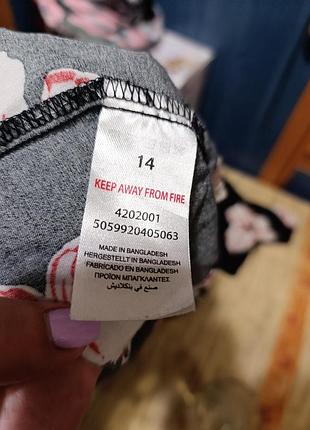 14
KEEP AWAY FROM FIRE
4202001
5059920405063
MADE IN BANGLADESH
HERGESTELLT IN BANGLADESH
FABRICADO EN BANGLADESH
ΠΡΟΪΟΝ ΜΠΑΓΚΛΑΝΤΕΣ
صنع في بنكلاديش